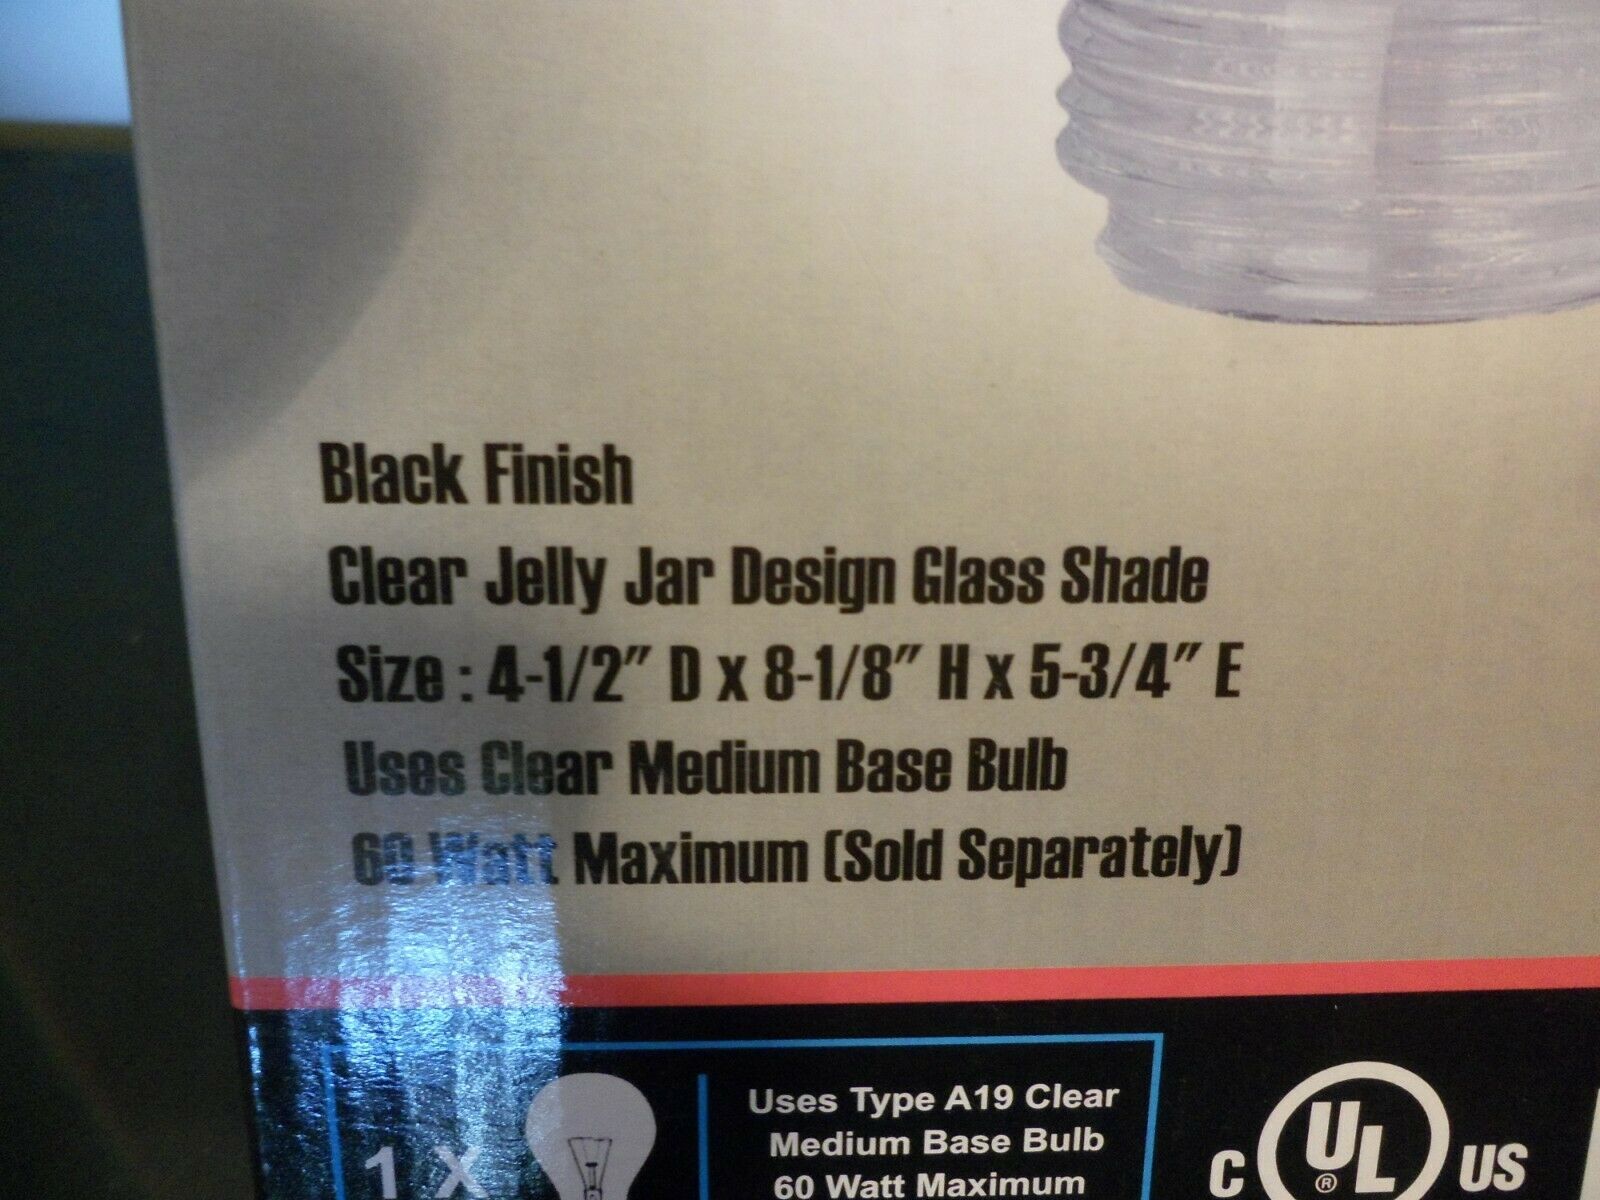 Black Finish
Clear Jelly Jar Design Glass Shade
Size : 4-1/2" D x 8-1/8" H x 5-3/4" E
Uses Clear Medium Base Bulb
60 Watt Maximum (Sold Separately)
1 X
Uses Type A19 Clear
Medium Base Bulb
60 Watt Maximum
C UL ® US